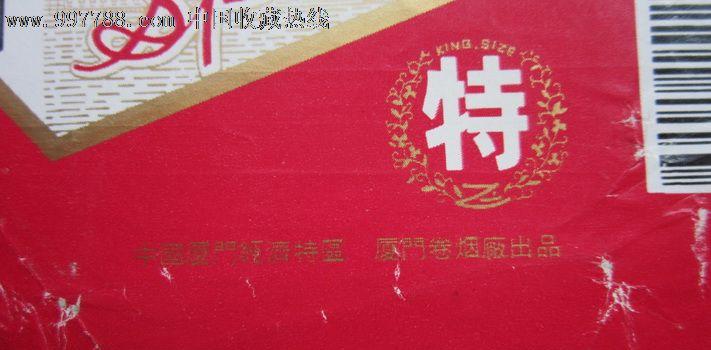 www.997788.com 中国收藏热线
KING SIZE
特
中國厦門經濟特區 厦門卷烟廠出品